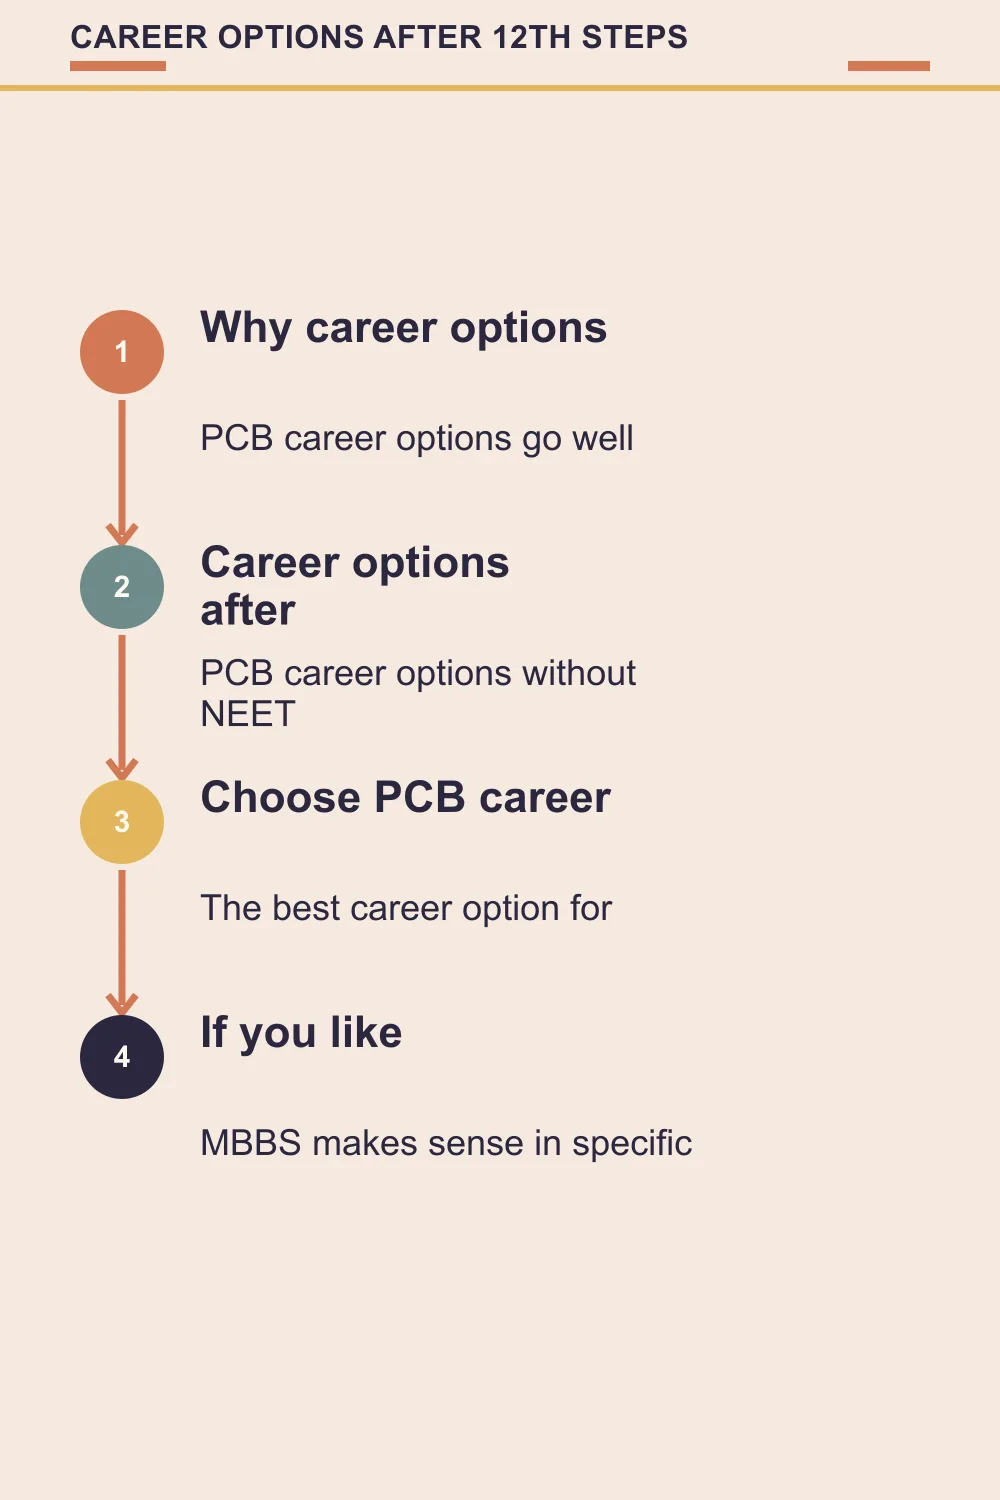 CAREER OPTIONS AFTER 12TH STEPS
1
Why career options
PCB career options go well
2
Career options
after
PCB career options without
NEET
3
Choose PCB career
The best career option for
4
If you like
MBBS makes sense in specific